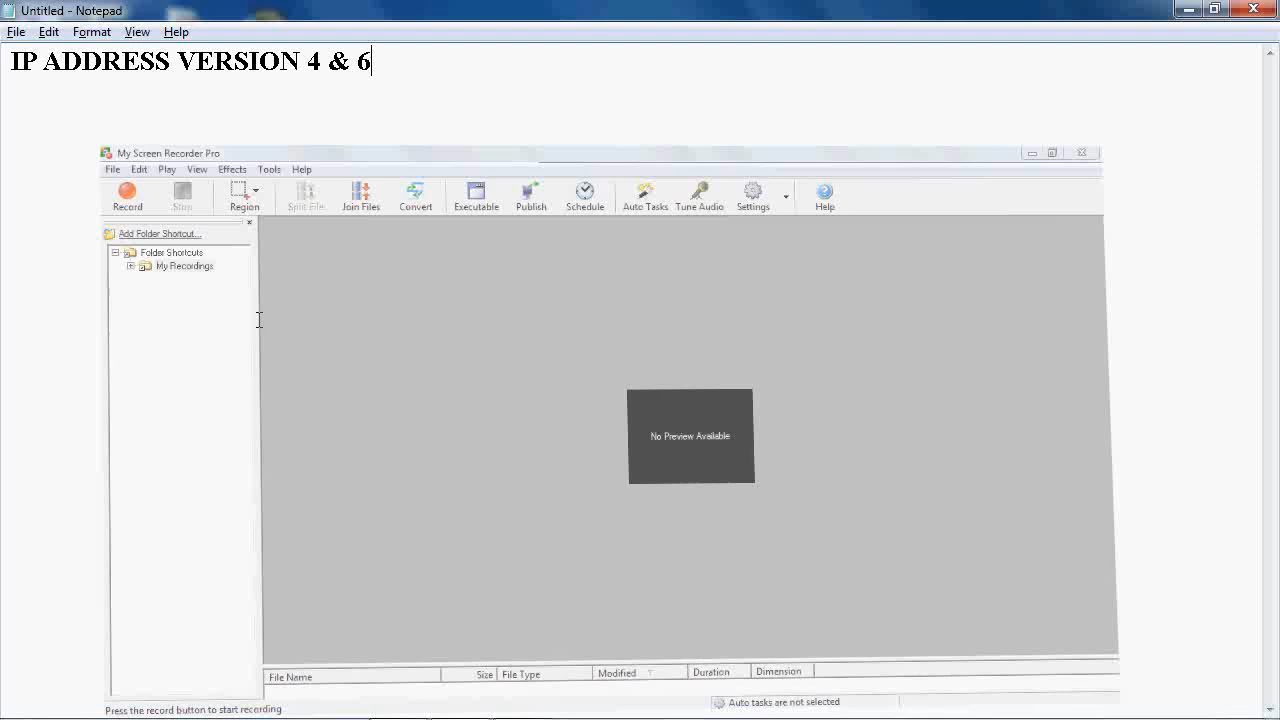 Untitled - Notepad
File Edit Format View Help
IP ADDRESS VERSION 4 & 6
My Screen Recorder Pro
File Edit Play View Effects Tools Help
Record Stop Region Split File Join Files Convert Executable Publish Schedule Auto Tasks Tune Audio Settings Help
Add Folder Shortcut...
Folder Shortcuts
My Recordings
No Preview Available
File Name Size File Type Modified Duration Dimension
Press the record button to start recording Auto tasks are not selected